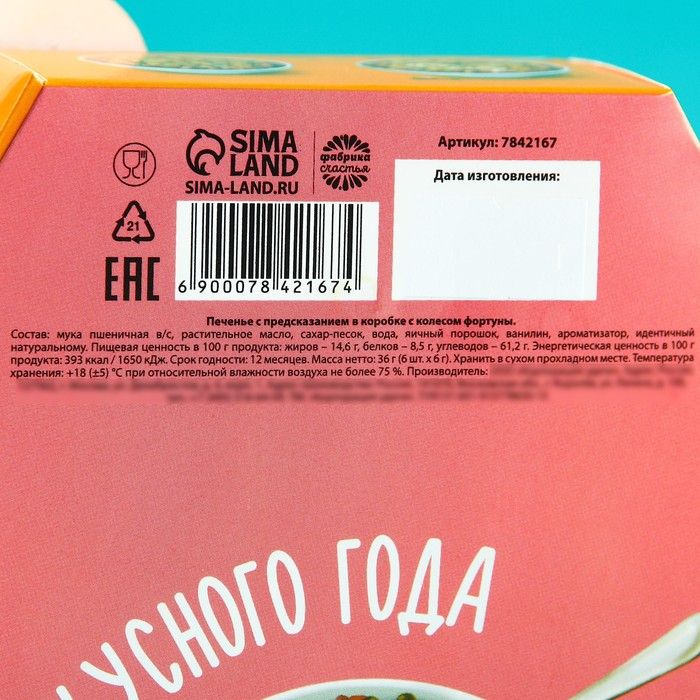 SIMA
LAND
SIMA-LAND.RU
фабрика
счастья
Артикул: 7842167
Дата изготовления:
21
EAC
6 900078 421674
Печенье с предсказанием в коробке с колесом фортуны.
Состав: мука пшеничная в/с, растительное масло, сахар-песок, вода, яичный порошок, ванилин, ароматизатор, идентичный
натуральному. Пищевая ценность в 100 г продукта: жиров – 14,6 г, белков – 8,5 г, углеводов – 61,2 г. Энергетическая ценность в 100 г
продукта: 393 ккал / 1650 кДж. Срок годности: 12 месяцев. Масса нетто: 36 г (6 шт. х 6 г). Хранить в сухом прохладном месте. Температура
хранения: +18 (±5) °С при относительной влажности воздуха не более 75 %. Производитель:
УСНОГО ГОДА